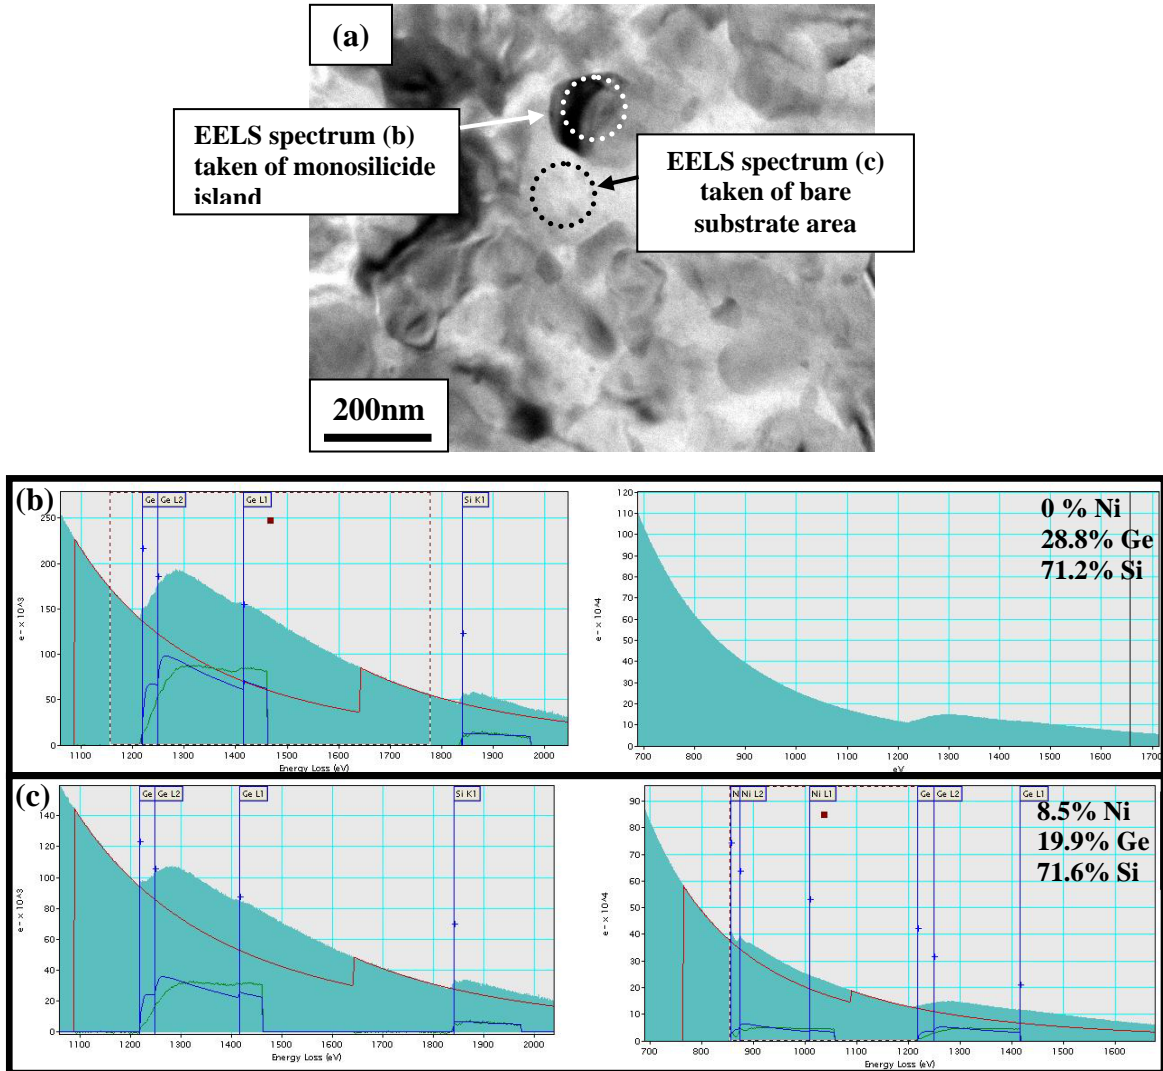 (a)
EELS spectrum (b)
taken of monosilicide
island
EELS spectrum (c)
taken of bare
substrate area
200nm
(b)
Ge Ge L2 Ge L1 Si K1
250
200
150
100
50
0
e- x 10^3
1100 1200 1300 1400 1500 1600 1700 1800 1900 2000
Energy Loss (eV)
120
110
100
90
80
70
60
50
40
30
20
10
0
e- x 10^4
700 800 900 1000 1100 1200 1300 1400 1500 1600 1700
eV
0 % Ni
28.8% Ge
71.2% Si
(c)
Ge Ge L2 Ge L1 Si K1
140
120
100
80
60
40
20
0
e- x 10^3
1100 1200 1300 1400 1500 1600 1700 1800 1900 2000
Energy Loss (eV)
N Ni L2 Ni L1 Ge Ge L2 Ge L1
90
80
70
60
50
40
30
20
10
0
e- x 10^4
700 800 900 1000 1100 1200 1300 1400 1500 1600
Energy Loss (eV)
8.5% Ni
19.9% Ge
71.6% Si